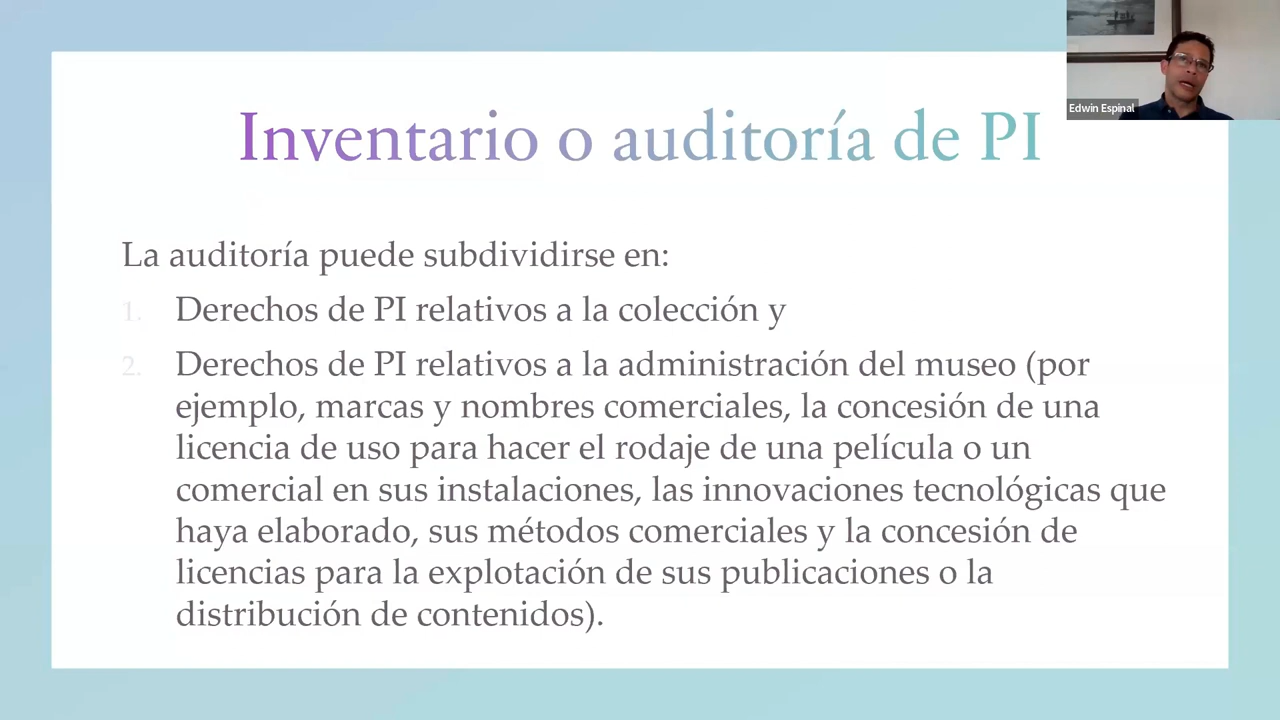 Edwin Espinal
Inventario o auditoría de PI
La auditoría puede subdividirse en:
1. Derechos de PI relativos a la colección y
2. Derechos de PI relativos a la administración del museo (por
ejemplo, marcas y nombres comerciales, la concesión de una
licencia de uso para hacer el rodaje de una película o un
comercial en sus instalaciones, las innovaciones tecnológicas que
haya elaborado, sus métodos comerciales y la concesión de
licencias para la explotación de sus publicaciones o la
distribución de contenidos).